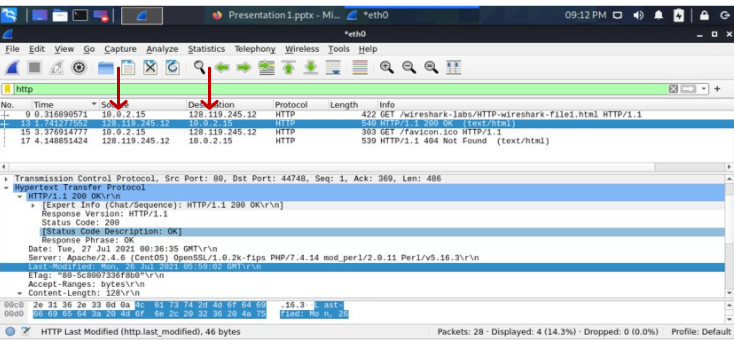 Presentation1.pptx - Mi... *eth0 09:12 PM
*eth0
File Edit View Go Capture Analyze Statistics Telephony Wireless Tools Help
http
No. Time Source Destination Protocol Length Info
9 0.316890571 10.0.2.15 128.119.245.12 HTTP 422 GET /wireshark-labs/HTTP-wireshark-file1.html HTTP/1.1
13 1.741277552 128.119.245.12 10.0.2.15 HTTP 540 HTTP/1.1 200 OK (text/html)
15 3.376914777 10.0.2.15 128.119.245.12 HTTP 303 GET /favicon.ico HTTP/1.1
17 4.148851424 128.119.245.12 10.0.2.15 HTTP 539 HTTP/1.1 404 Not Found (text/html)
Transmission Control Protocol, Src Port: 80, Dst Port: 44748, Seq: 1, Ack: 369, Len: 486
Hypertext Transfer Protocol
HTTP/1.1 200 OK\r\n
[Expert Info (Chat/Sequence): HTTP/1.1 200 OK\r\n]
Response Version: HTTP/1.1
Status Code: 200
[Status Code Description: OK]
Response Phrase: OK
Date: Tue, 27 Jul 2021 00:36:35 GMT\r\n
Server: Apache/2.4.6 (CentOS) OpenSSL/1.0.2k-fips PHP/7.4.14 mod_perl/2.0.11 Perl/v5.16.3\r\n
Last-Modified: Mon, 26 Jul 2021 05:59:02 GMT\r\n
ETag: "80-5c8007336f8b0"\r\n
Accept-Ranges: bytes\r\n
Content-Length: 128\r\n
00c0 2e 31 36 2e 33 0d 0a 4c 61 73 74 2d 4d 6f 64 69 .16.3 ·L ast-
00d0 66 69 65 64 3a 20 4d 6f 6e 2c 20 32 36 20 4a 75 fied: Mo n, 26
HTTP Last Modified (http.last_modified), 46 bytes Packets: 28 · Displayed: 4 (14.3%) · Dropped: 0 (0.0%) Profile: Default